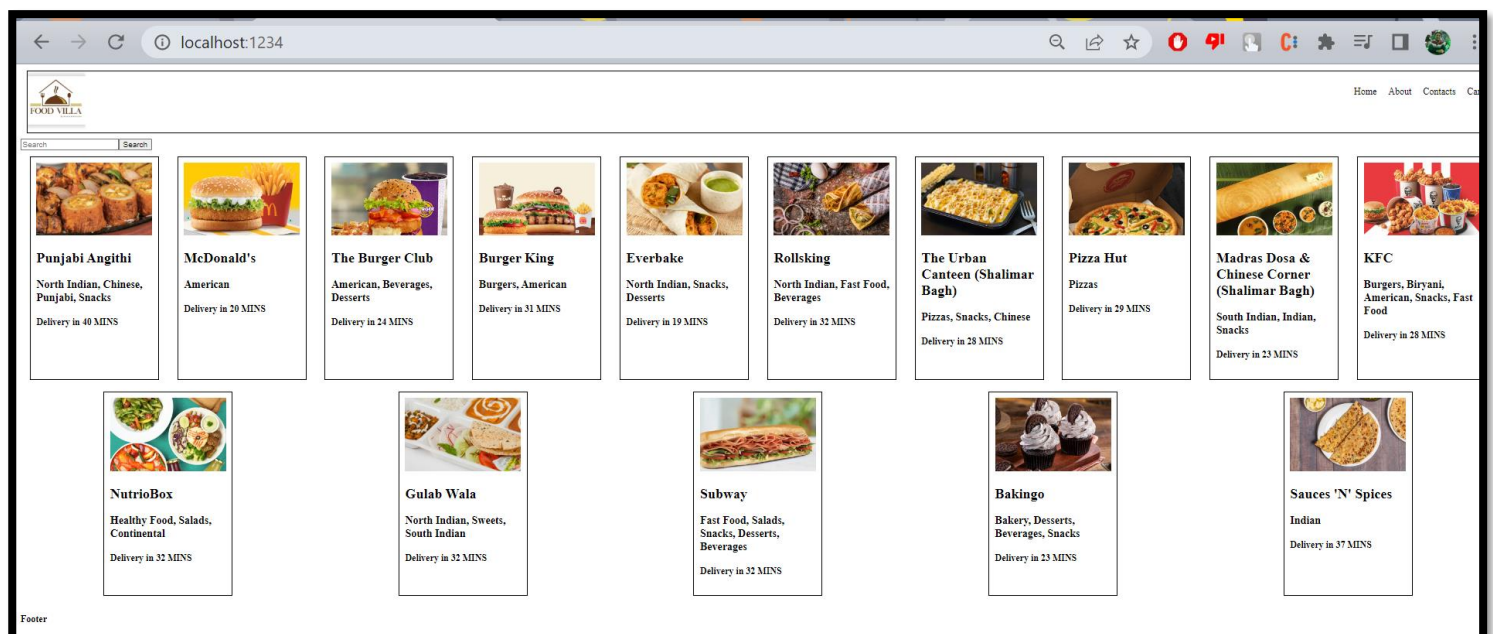 localhost:1234
FOOD VILLA
Home About Contacts Ca
Search Search
Punjabi Angithi
North Indian, Chinese,
Punjabi, Snacks
Delivery in 40 MINS
McDonald's
American
Delivery in 20 MINS
The Burger Club
American, Beverages,
Desserts
Delivery in 24 MINS
Burger King
Burgers, American
Delivery in 31 MINS
Everbake
North Indian, Snacks,
Desserts
Delivery in 19 MINS
Rollsking
North Indian, Fast Food,
Beverages
Delivery in 32 MINS
The Urban
Canteen (Shalimar
Bagh)
Pizzas, Snacks, Chinese
Delivery in 28 MINS
Pizza Hut
Pizzas
Delivery in 29 MINS
Madras Dosa &
Chinese Corner
(Shalimar Bagh)
South Indian, Indian,
Snacks
Delivery in 23 MINS
KFC
Burgers, Biryani,
American, Snacks, Fast
Food
Delivery in 28 MINS
NutrioBox
Healthy Food, Salads,
Continental
Delivery in 32 MINS
Gulab Wala
North Indian, Sweets,
South Indian
Delivery in 32 MINS
Subway
Fast Food, Salads,
Snacks, Desserts,
Beverages
Delivery in 32 MINS
Bakingo
Bakery, Desserts,
Beverages, Snacks
Delivery in 23 MINS
Sauces 'N' Spices
Indian
Delivery in 37 MINS
Footer